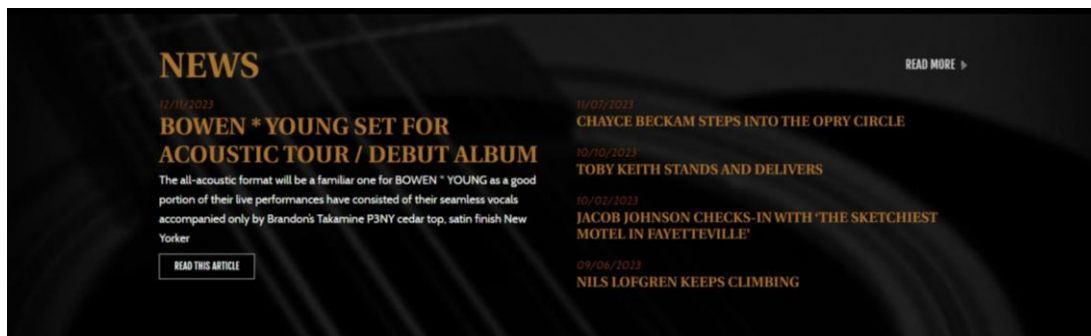 NEWS
READ MORE
12/11/2023
BOWEN * YOUNG SET FOR
ACOUSTIC TOUR / DEBUT ALBUM
The all-acoustic format will be a familiar one for BOWEN * YOUNG as a good
portion of their live performances have consisted of their seamless vocals
accompanied only by Brandon's Takamine P3NY cedar top, satin finish New
Yorker
READ THIS ARTICLE
11/07/2023
CHAYCE BECKAM STEPS INTO THE OPRY CIRCLE
10/10/2023
TOBY KEITH STANDS AND DELIVERS
10/02/2023
JACOB JOHNSON CHECKS-IN WITH ‘THE SKETCHIEST
MOTEL IN FAYETTEVILLE’
09/06/2023
NILS LOFGREN KEEPS CLIMBING